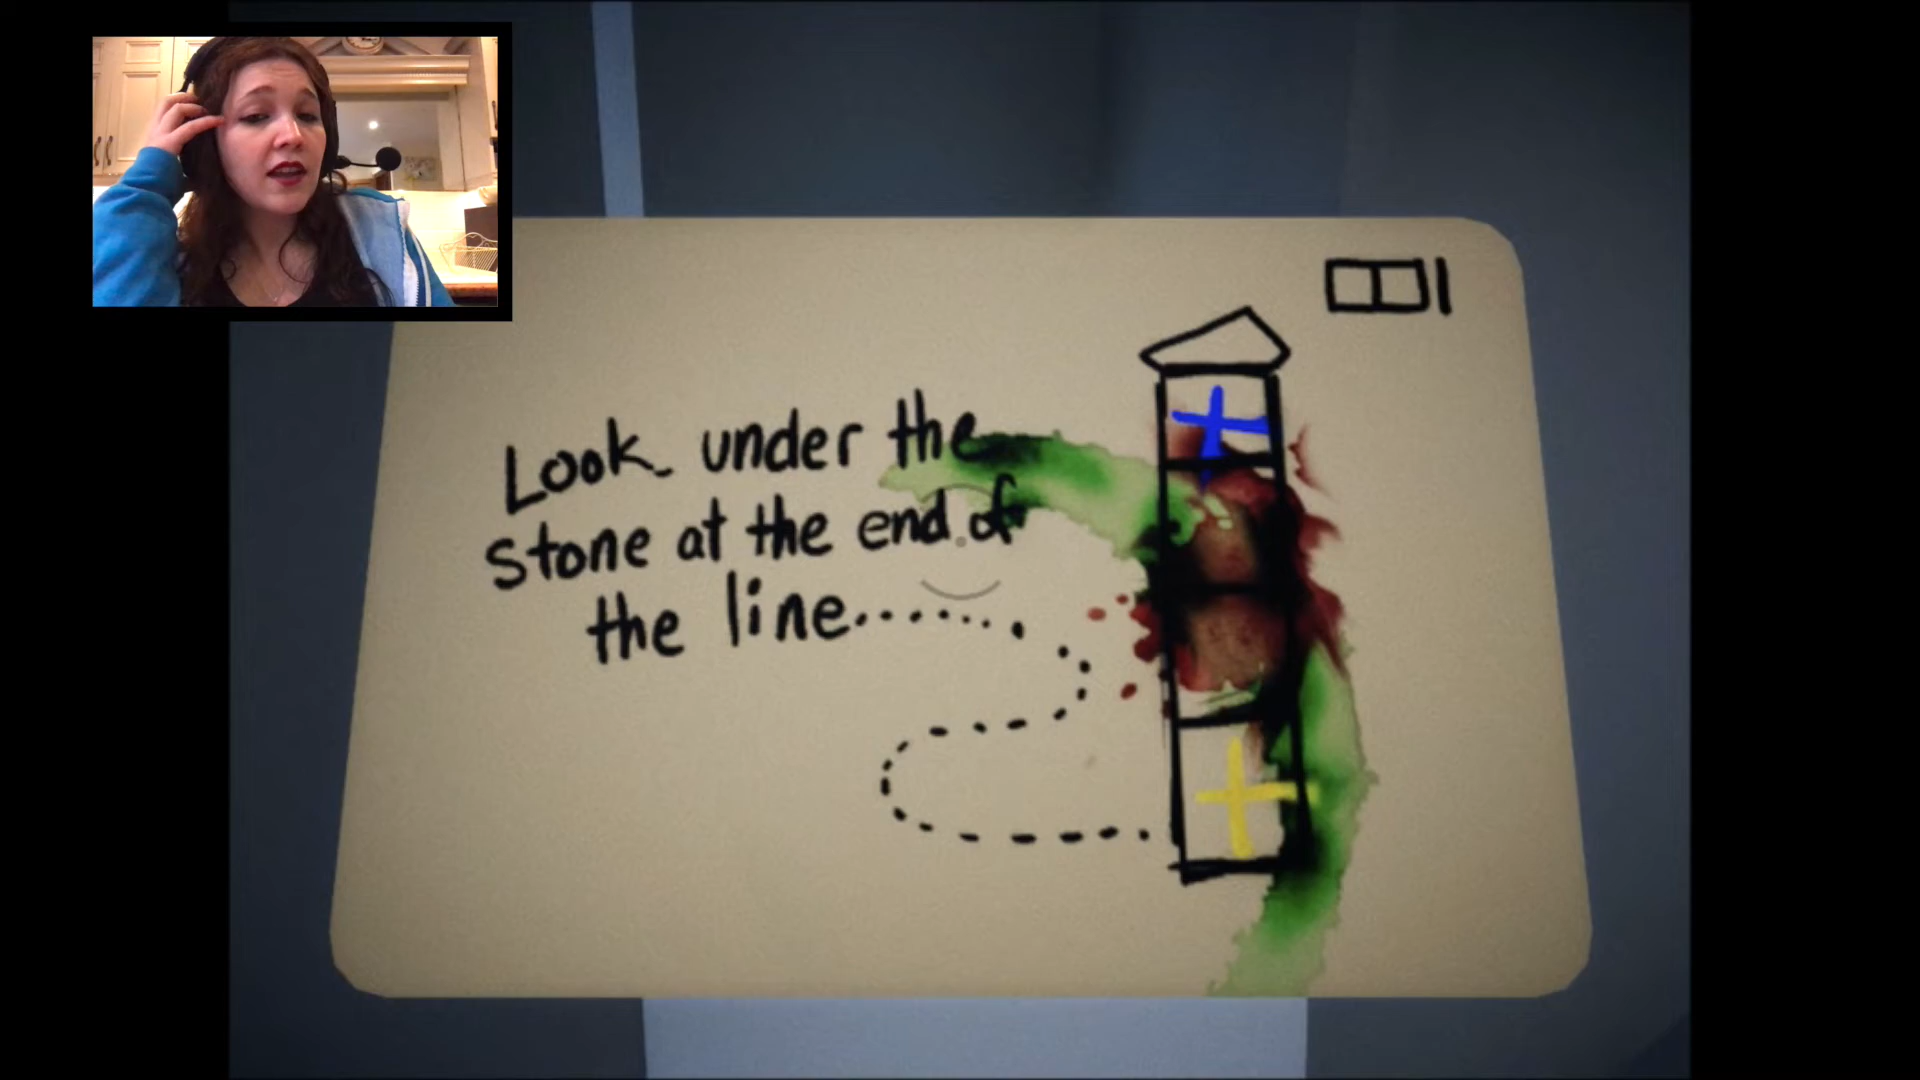 Look under the
stone at the end of
the line........